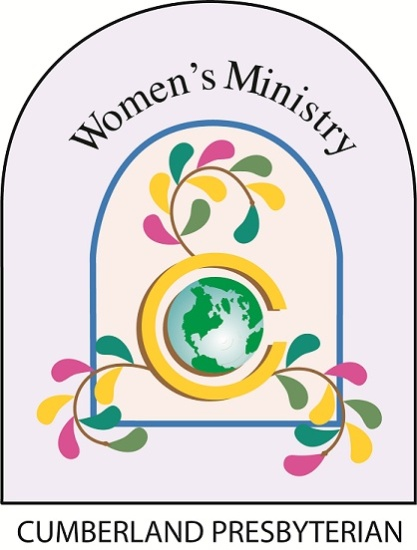 Women's Ministry
CUMBERLAND PRESBYTERIAN